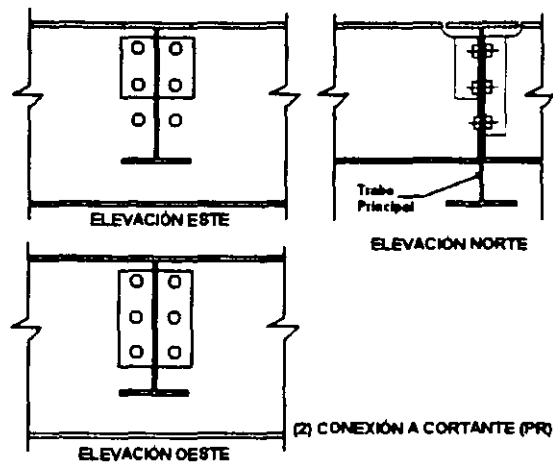 ELEVACIÓN ESTE
Trabe
Principal
ELEVACIÓN NORTE
(2) CONEXIÓN A CORTANTE (PR)
ELEVACIÓN OESTE